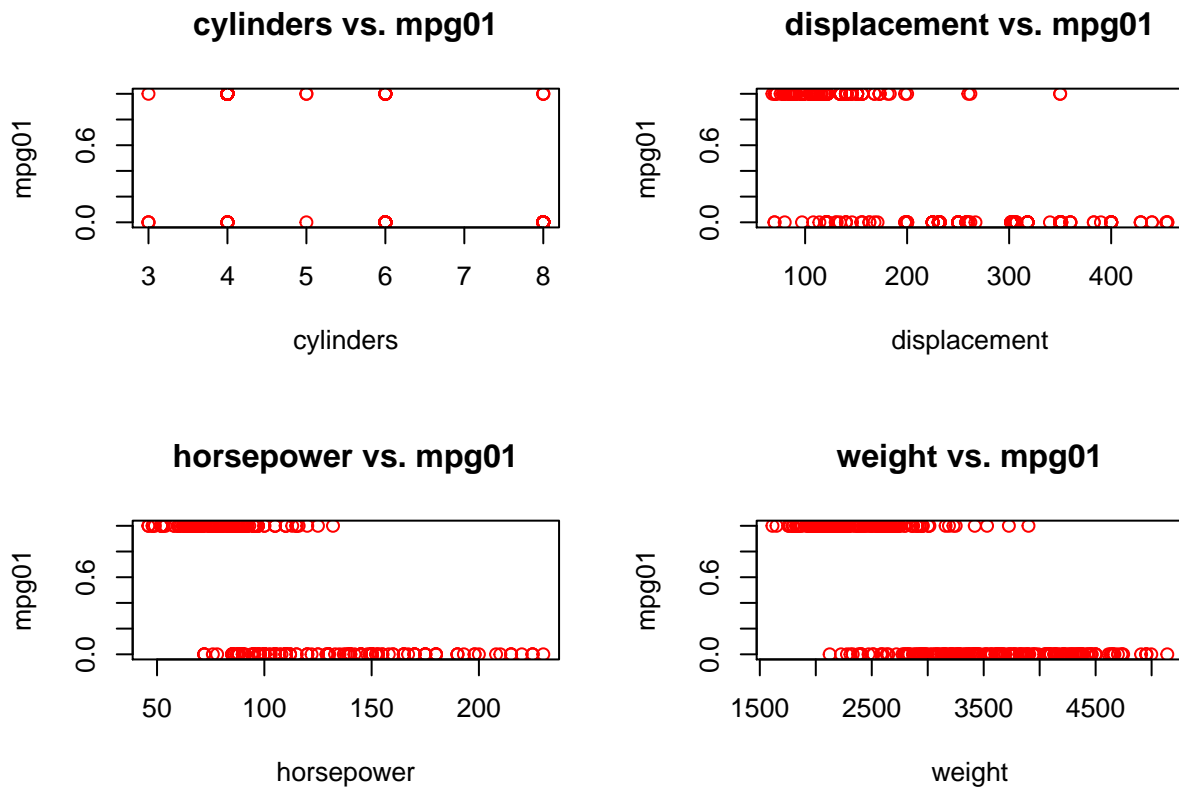 cylinders vs. mpg01
mpg01
0.0 0.6
3 4 5 6 7 8
cylinders
displacement vs. mpg01
mpg01
0.0 0.6
100 200 300 400
displacement
horsepower vs. mpg01
mpg01
0.0 0.6
50 100 150 200
horsepower
weight vs. mpg01
mpg01
0.0 0.6
1500 2500 3500 4500
weight